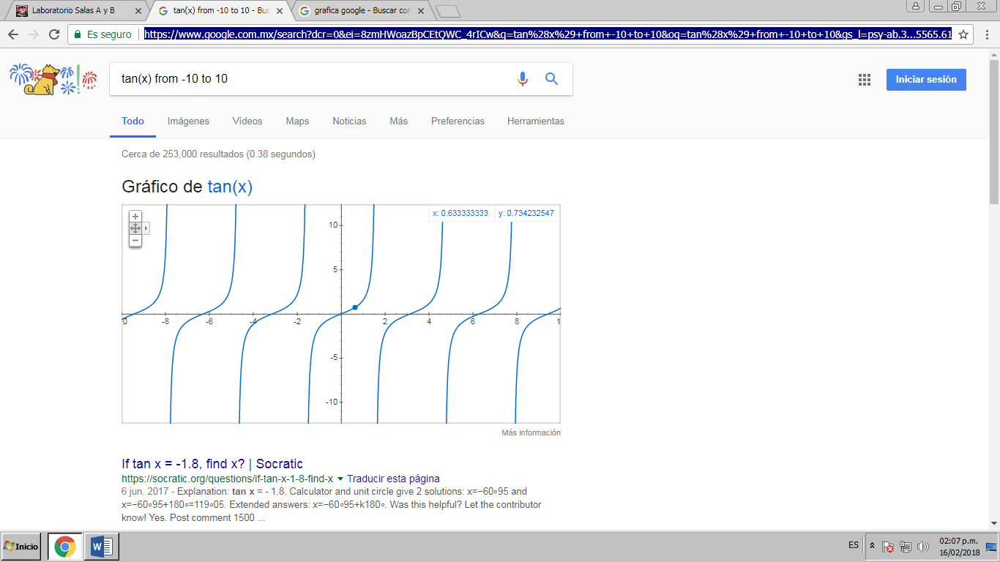 Laboratorio Salas A y B
tan(x) from -10 to 10 - Bus
grafica google - Buscar con
Es seguro
https://www.google.com.mx/search?dcr=0&ei=8zmHWoazBpCEtQWC_4rICw&q=tan%28x%29+from+-10+to+10&oq=tan%28x%29+from+-10+to+10&gs_l=psy-ab.3...5565.61
tan(x) from -10 to 10
Iniciar sesión
Todo Imágenes Vídeos Maps Noticias Más Preferencias Herramientas
Cerca de 253,000 resultados (0.38 segundos)
Gráfico de tan(x)
x: 0.633333333 y: 0.734232547
10
5
0 -8 -6 -4 -2 2 4 6 8 1
-5
-10
Más información
If tan x = -1.8, find x? | Socratic
https://socratic.org/questions/if-tan-x-1-8-find-x Traducir esta página
6 jun. 2017 - Explanation: tan x = - 1.8. Calculator and unit circle give 2 solutions: x=−60∘95 and
x=−60∘95+180∘=119∘05. Extended answers: x=−60∘95+k180∘. Was this helpful? Let the contributor
know! Yes. Post comment 1500 ...
Inicio
ES
02:07 p.m.
16/02/2018